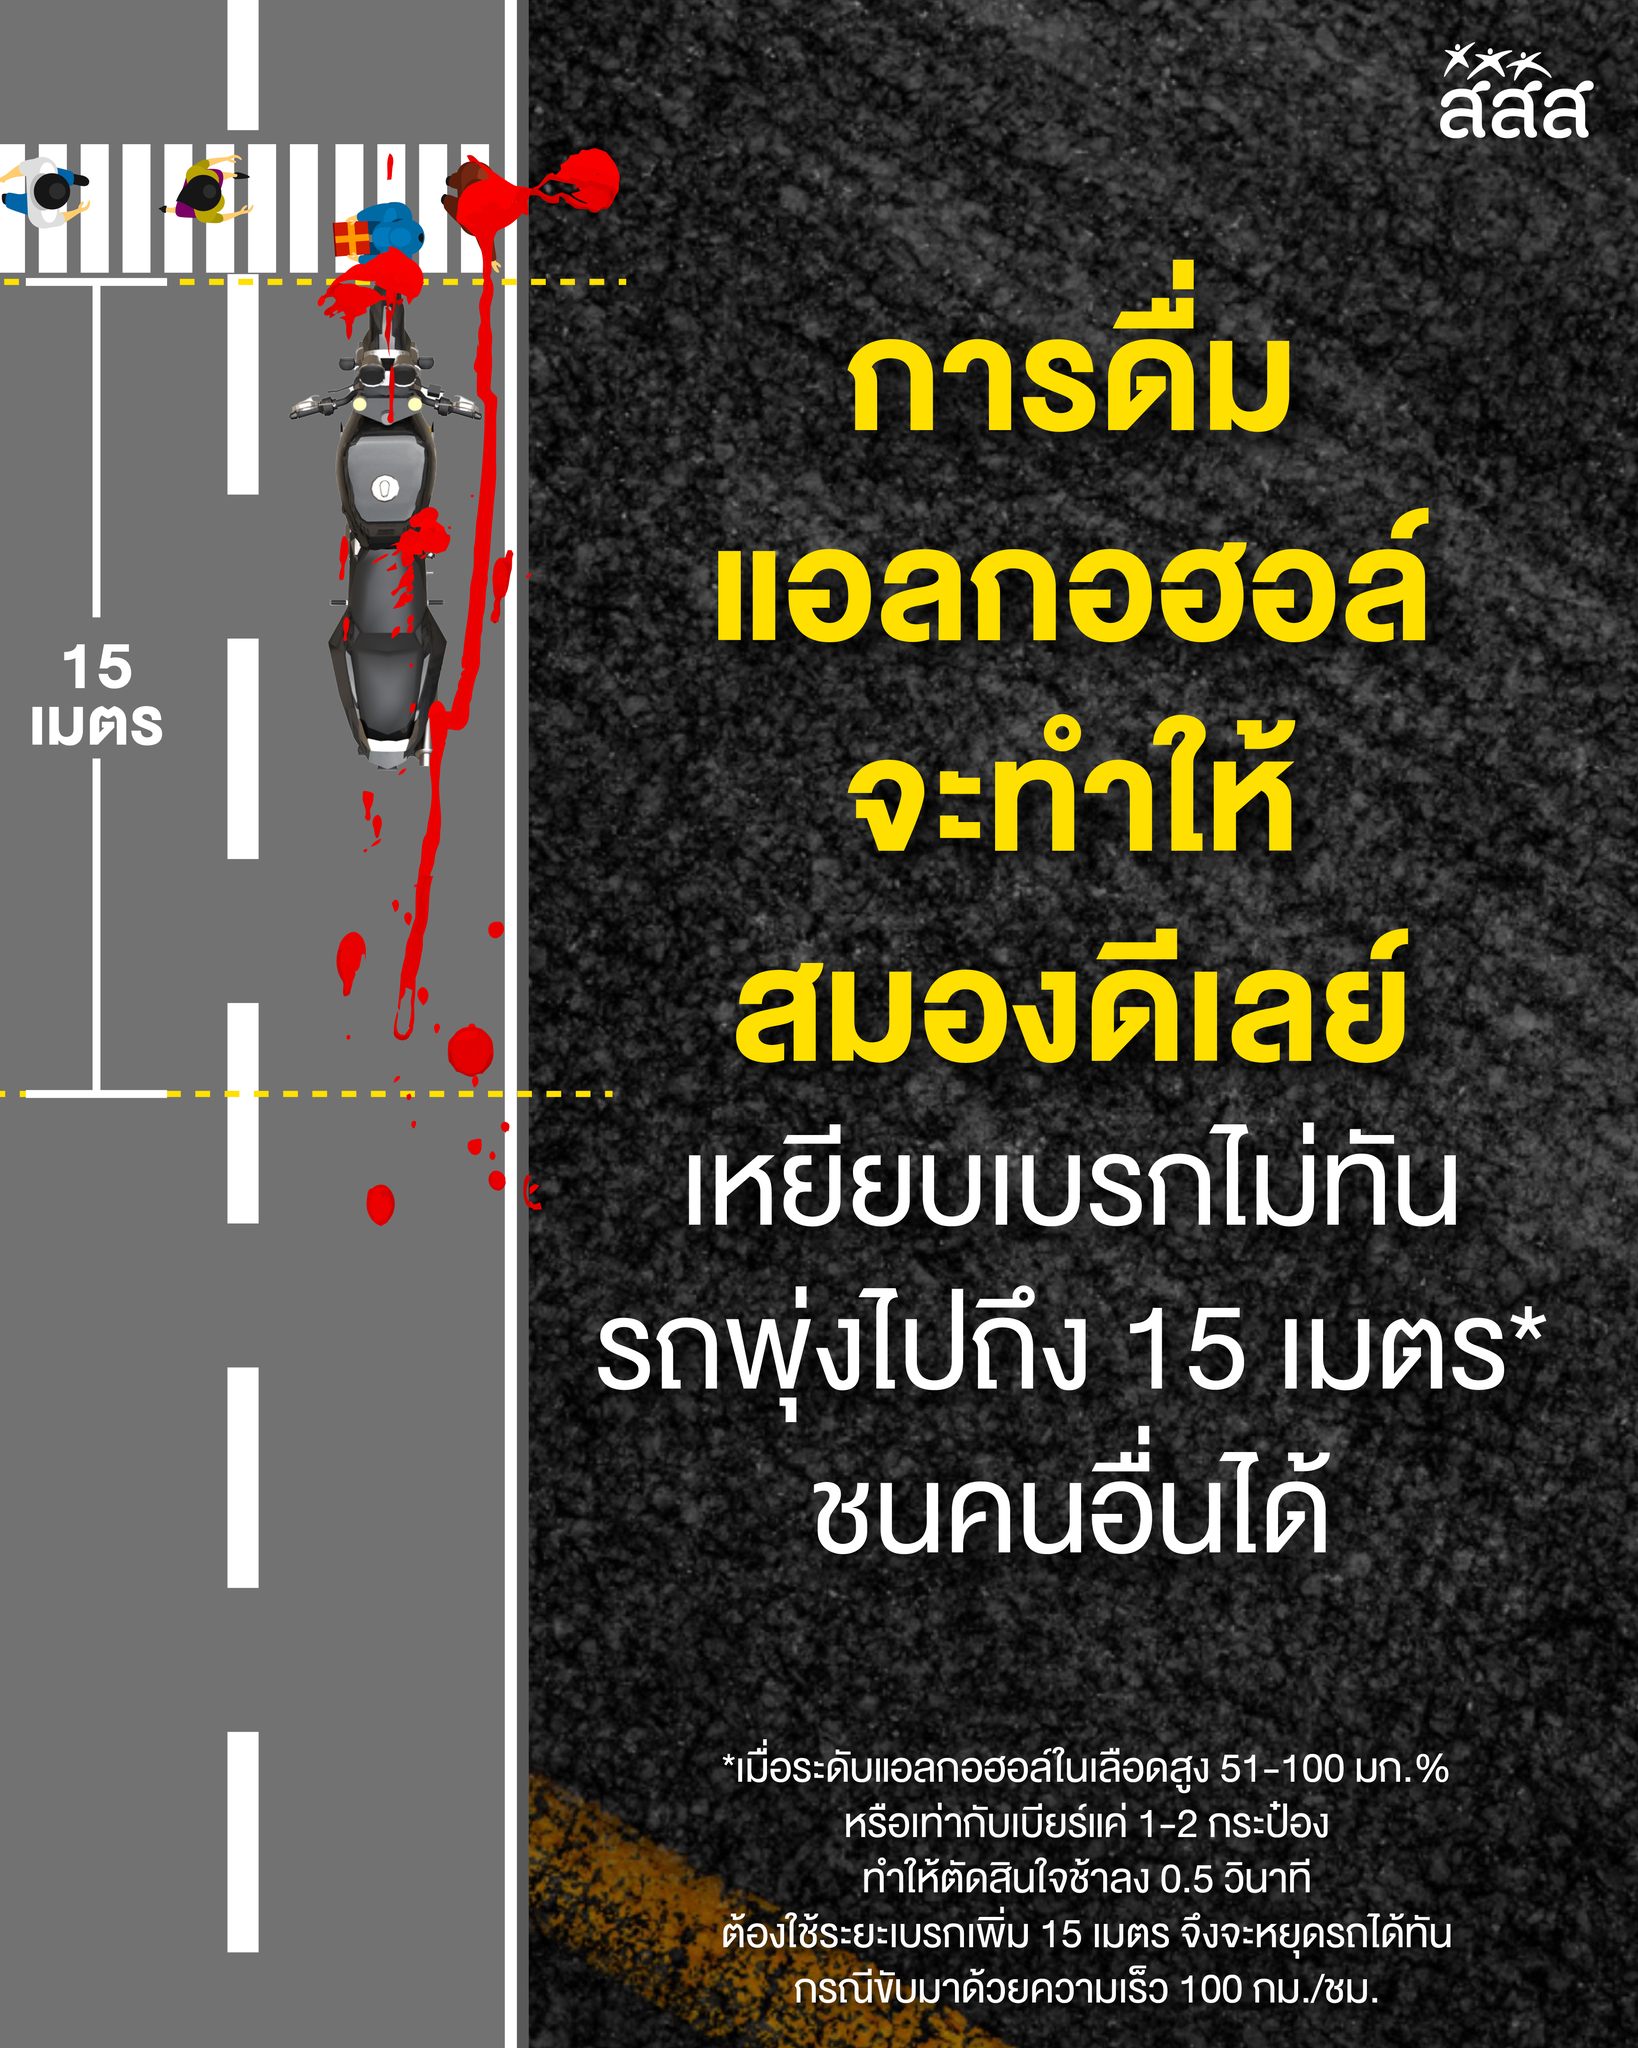 สสส
15
เมตร
การดื่ม
แอลกอฮอล์
จะทำให้
สมองดีเลย์
เหยียบเบรกไม่ทัน
รถพุ่งไปถึง 15 เมตร*
ชนคนอื่นได้
*เมื่อระดับแอลกอฮอล์ในเลือดสูง 51-100 มก.%
หรือเท่ากับเบียร์แค่ 1-2 กระป๋อง
ทำให้ตัดสินใจช้าลง 0.5 วินาที
ต้องใช้ระยะเบรกเพิ่ม 15 เมตร จึงจะหยุดรถได้ทัน
กรณีขับมาด้วยความเร็ว 100 กม./ชม.